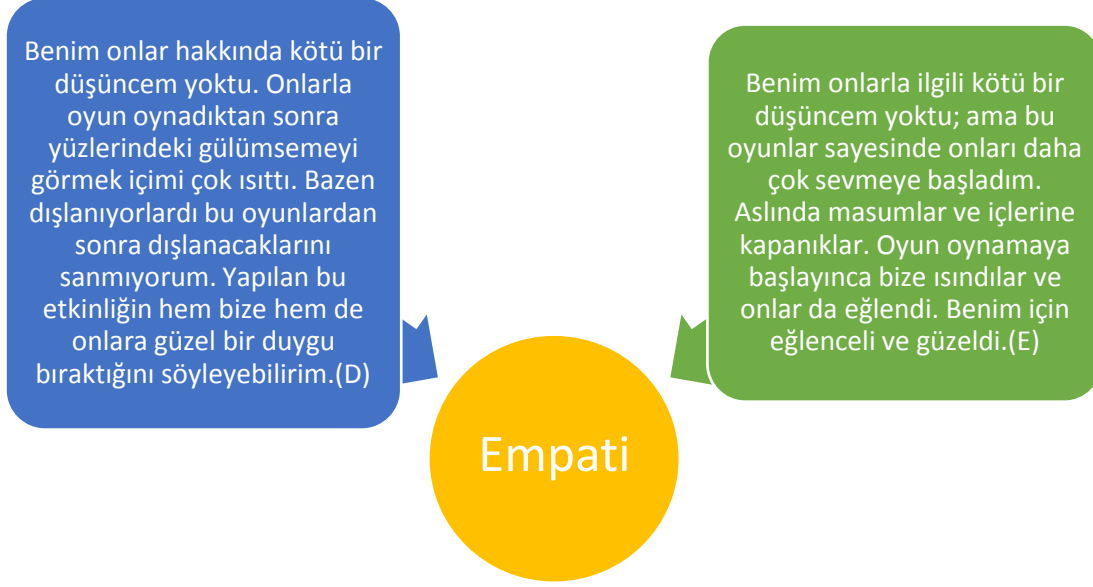 Benim onlar hakkında kötü bir
düşüncem yoktu. Onlarla
oyun oynadıktan sonra
yüzlerindeki gülümsemeyi
görmek içimi çok ısıttı. Bazen
dışlanıyorlardı bu oyunlardan
sonra dışlanacaklarını
sanmıyorum. Yapılan bu
etkinliğin hem bize hem de
onlara güzel bir duygu
bıraktığını söyleyebilirim.(D)
Benim onlarla ilgili kötü bir
düşüncem yoktu; ama bu
oyunlar sayesinde onları daha
çok sevmeye başladım.
Aslında masumlar ve içlerine
kapanıklar. Oyun oynamaya
başlayınca bize ısındılar ve
onlar da eğlendi. Benim için
eğlenceli ve güzeldi.(E)
Empati